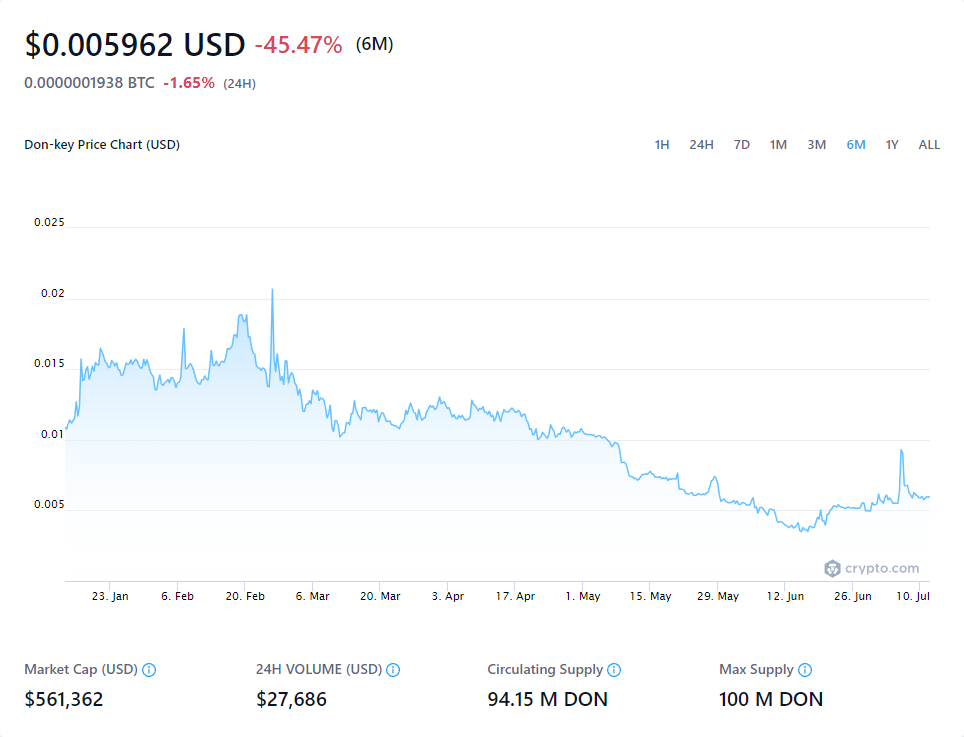 $0.005962 USD -45.47% (6M)
0.0000001938 BTC -1.65% (24H)
Don-key Price Chart (USD) 1H 24H 7D 1M 3M 6M 1Y ALL
0.025
0.02
0.015
0.01
0.005
crypto.com
23. Jan 6. Feb 20. Feb 6. Mar 20. Mar 3. Apr 17. Apr 1. May 15. May 29. May 12. Jun 26. Jun 10. Jul
Market Cap (USD) 24H VOLUME (USD) Circulating Supply Max Supply
$561,362 $27,686 94.15 M DON 100 M DON